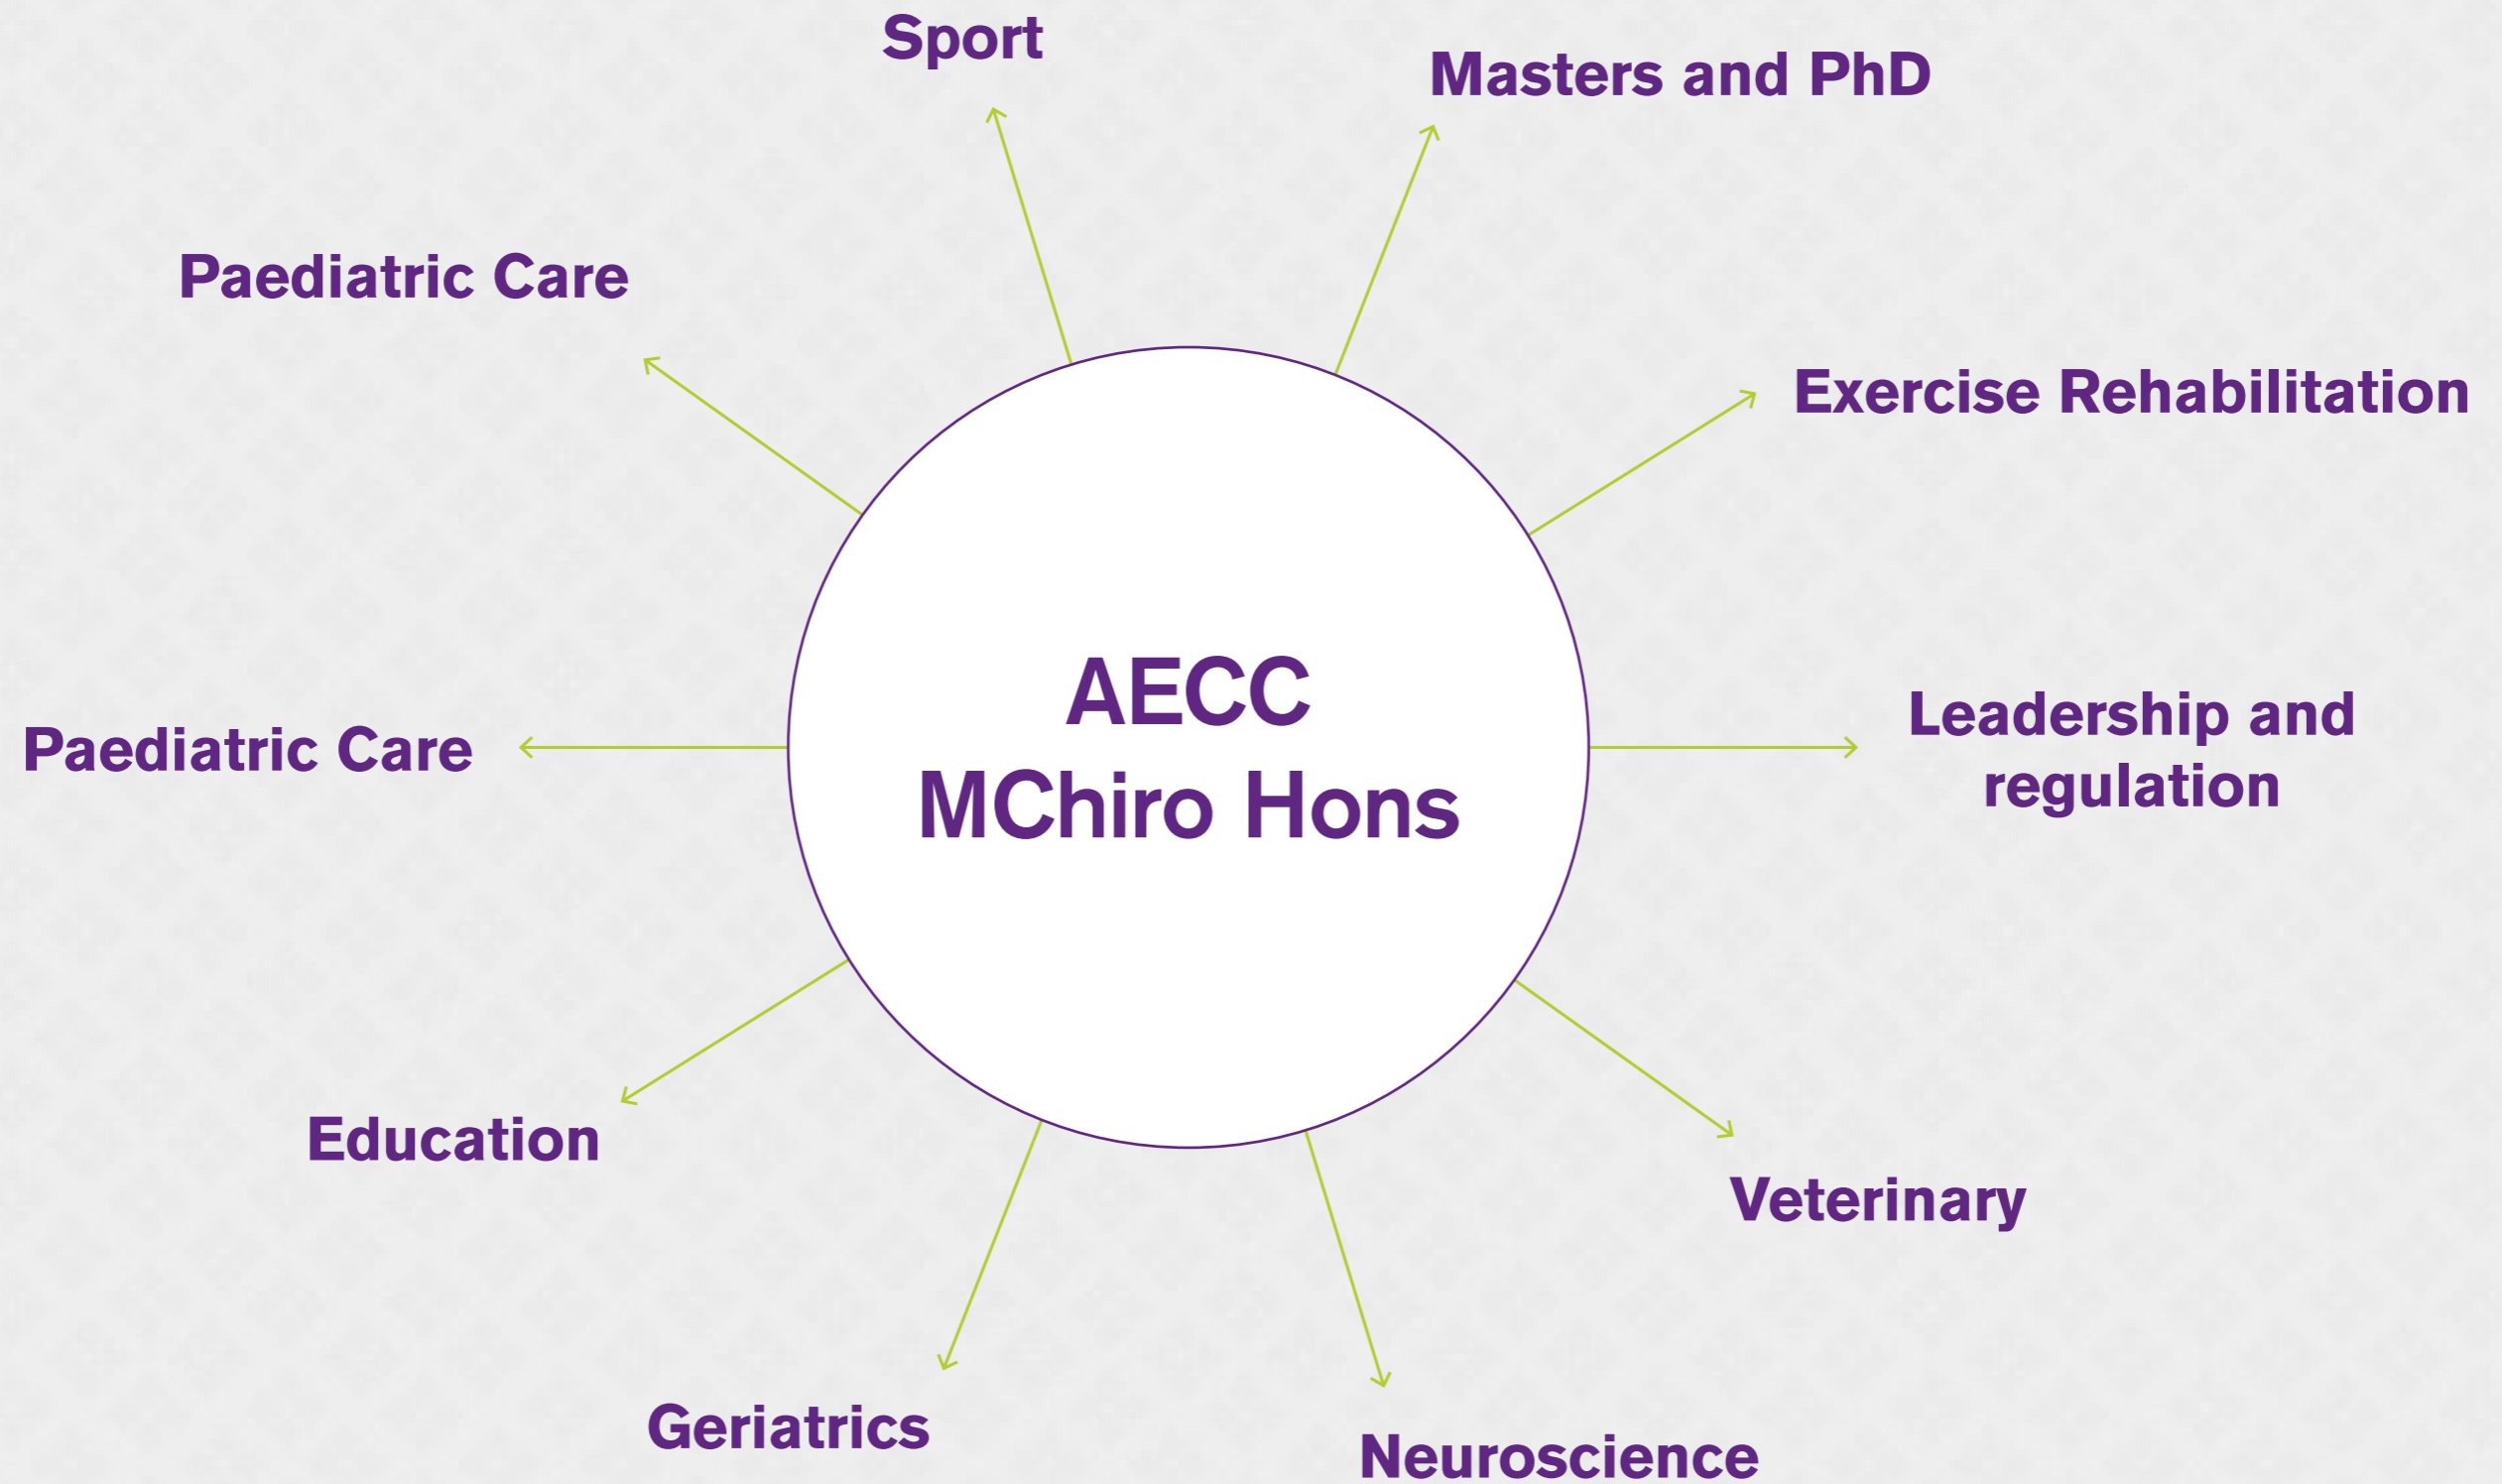 Sport
Masters and PhD
Paediatric Care
Exercise Rehabilitation
AECC
MChiro Hons
Paediatric Care
Leadership and
regulation
Education
Veterinary
Geriatrics
Neuroscience